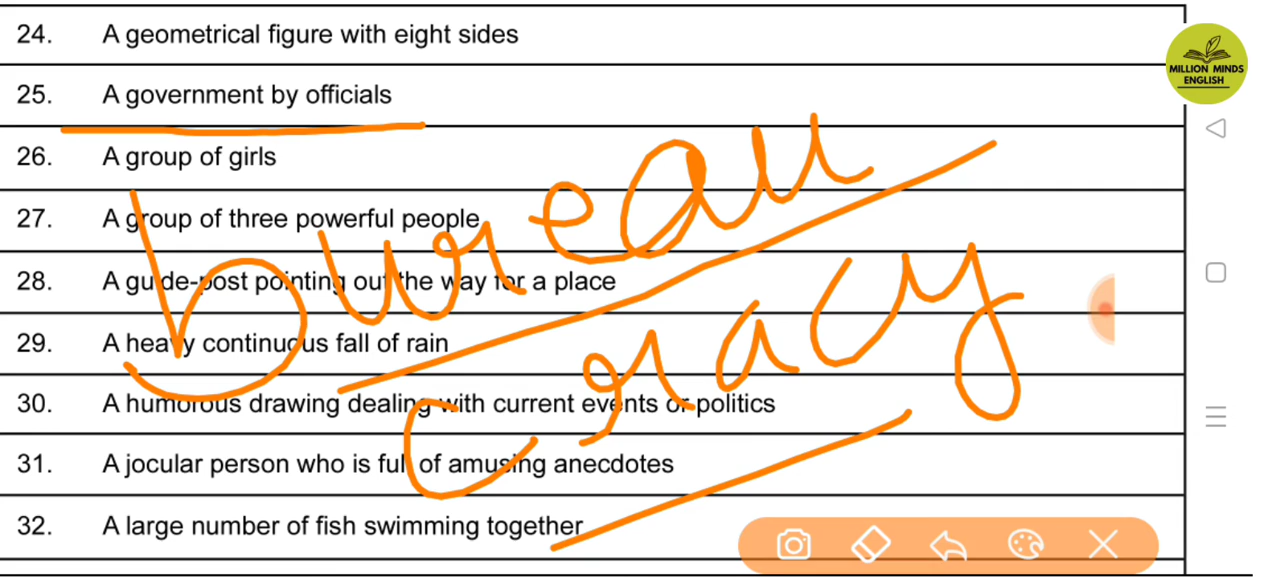 24. A geometrical figure with eight sides
25. A government by officials
26. A group of girls
27. A group of three powerful people
28. A guide-post pointing out the way for a place
29. A heavy continuous fall of rain
30. A humorous drawing dealing with current events or politics
31. A jocular person who is full of amusing anecdotes
32. A large number of fish swimming together
bureau
cracy
MILLION MINDS
ENGLISH